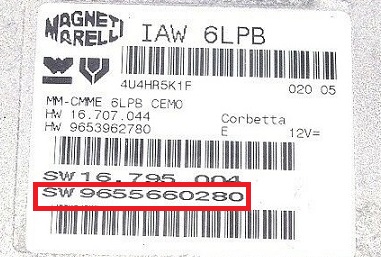 MAGNETI MARELLI
IAW 6LPB
4U4HR5K1F 020 05
MM-CMME 6LPB CEMO
HW 16.707.044 Corbetta
HW 9653962780 E 12V=
SW 16.795.004
SW 9655660280